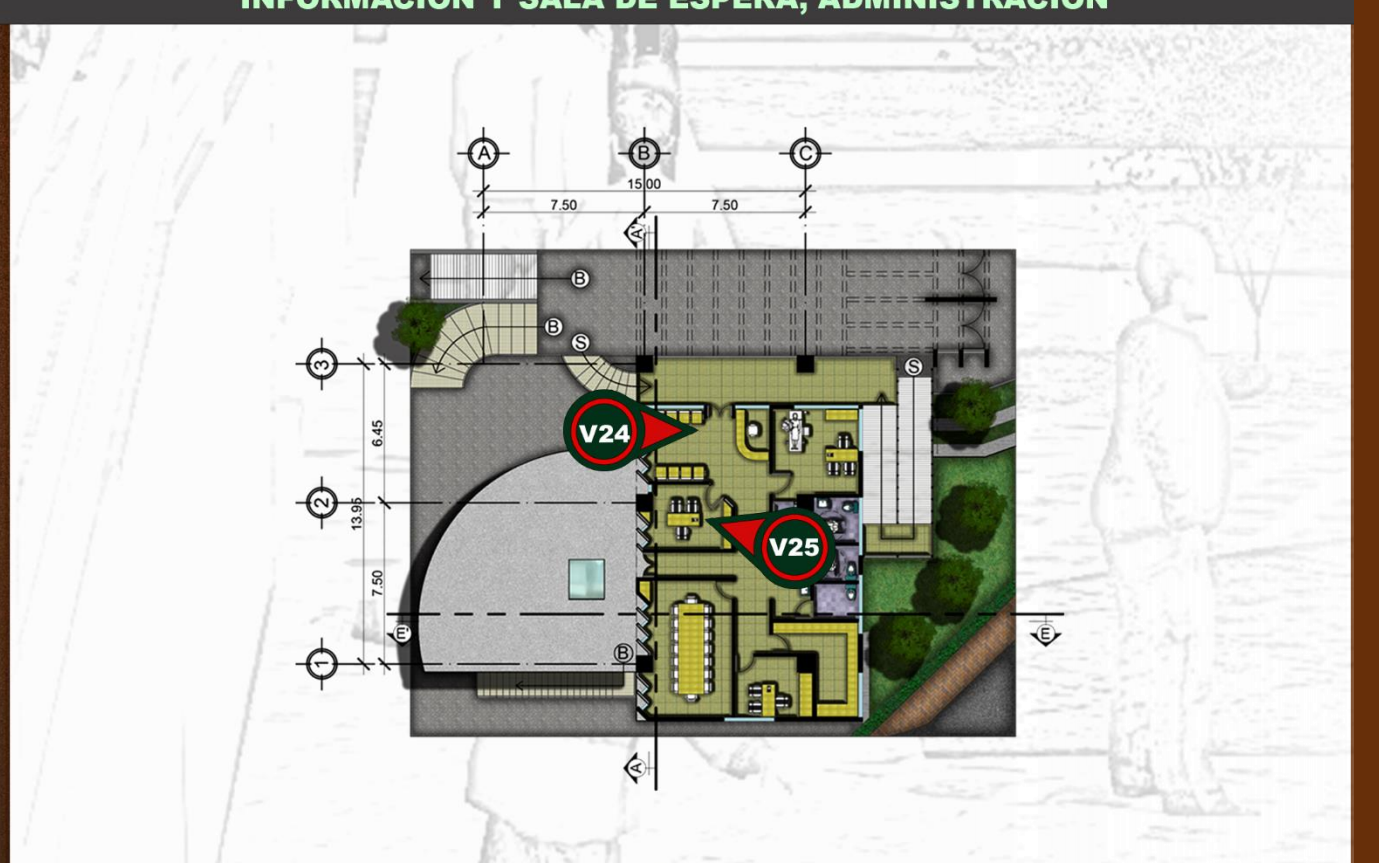 INFORMACIÓN Y SALA DE ESPERA, ADMINISTRACIÓN
A B C
15.00
7.50 7.50
A'
B
B
S
3
S
V24
6.45
2
13.95
V25
7.50
E' E
B
1
A